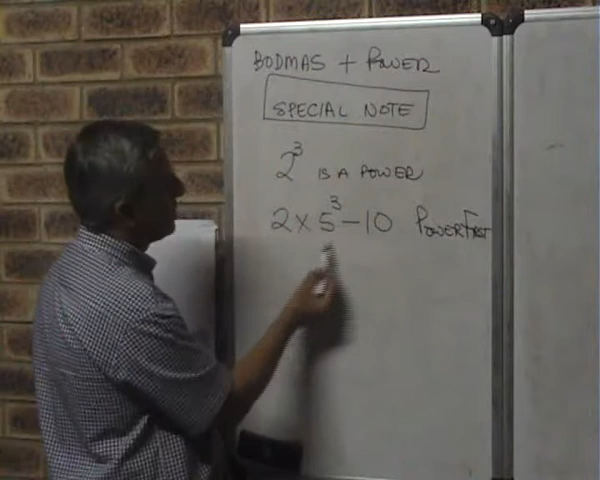 BODMAS + POWER
SPECIAL NOTE
2³ IS A POWER
2 × 5³ – 10 POWER FIRST